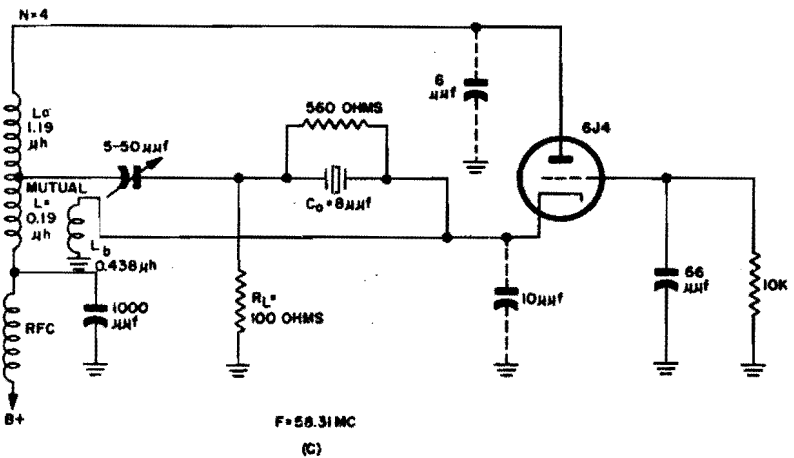 N=4
La
1.19
μh
5-50μμf
560 OHMS
6
μμf
6J4
MUTUAL
L=
0.19
μh
Co=8μμf
Lb
0.438μh
1000
μμf
RL=
100 OHMS
10μμf
66
μμf
10K
RFC
B+
F=58.31MC
(C)